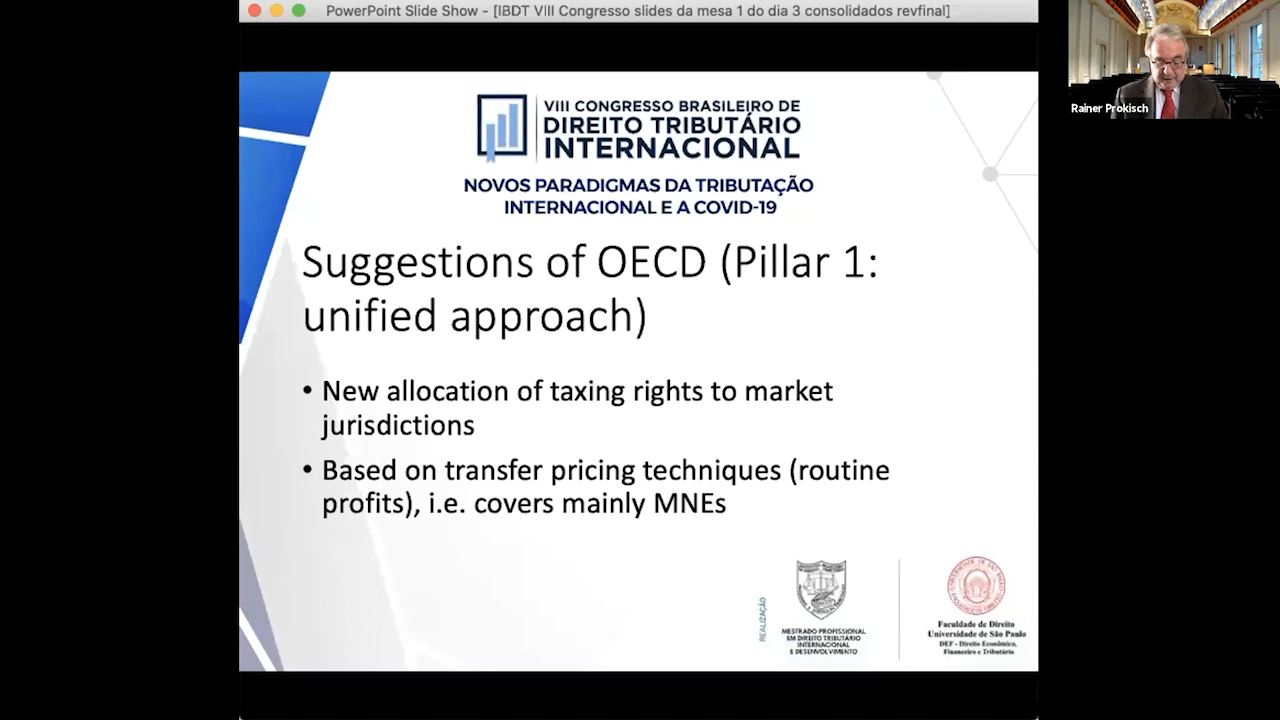 PowerPoint Slide Show - [IBDT VIII Congresso slides da mesa 1 do dia 3 consolidados revfinal]
Rainer Prokisch
VIII CONGRESSO BRASILEIRO DE
DIREITO TRIBUTÁRIO
INTERNACIONAL
NOVOS PARADIGMAS DA TRIBUTAÇÃO
INTERNACIONAL E A COVID-19
Suggestions of OECD (Pillar 1:
unified approach)
• New allocation of taxing rights to market
jurisdictions
• Based on transfer pricing techniques (routine
profits), i.e. covers mainly MNEs
REALIZAÇÃO
MESTRADO PROFISSIONAL
EM DIREITO TRIBUTÁRIO
INTERNACIONAL
E DESENVOLVIMENTO
Faculdade de Direito
Universidade de São Paulo
DEF - Direito Econômico,
Financeiro e Tributário